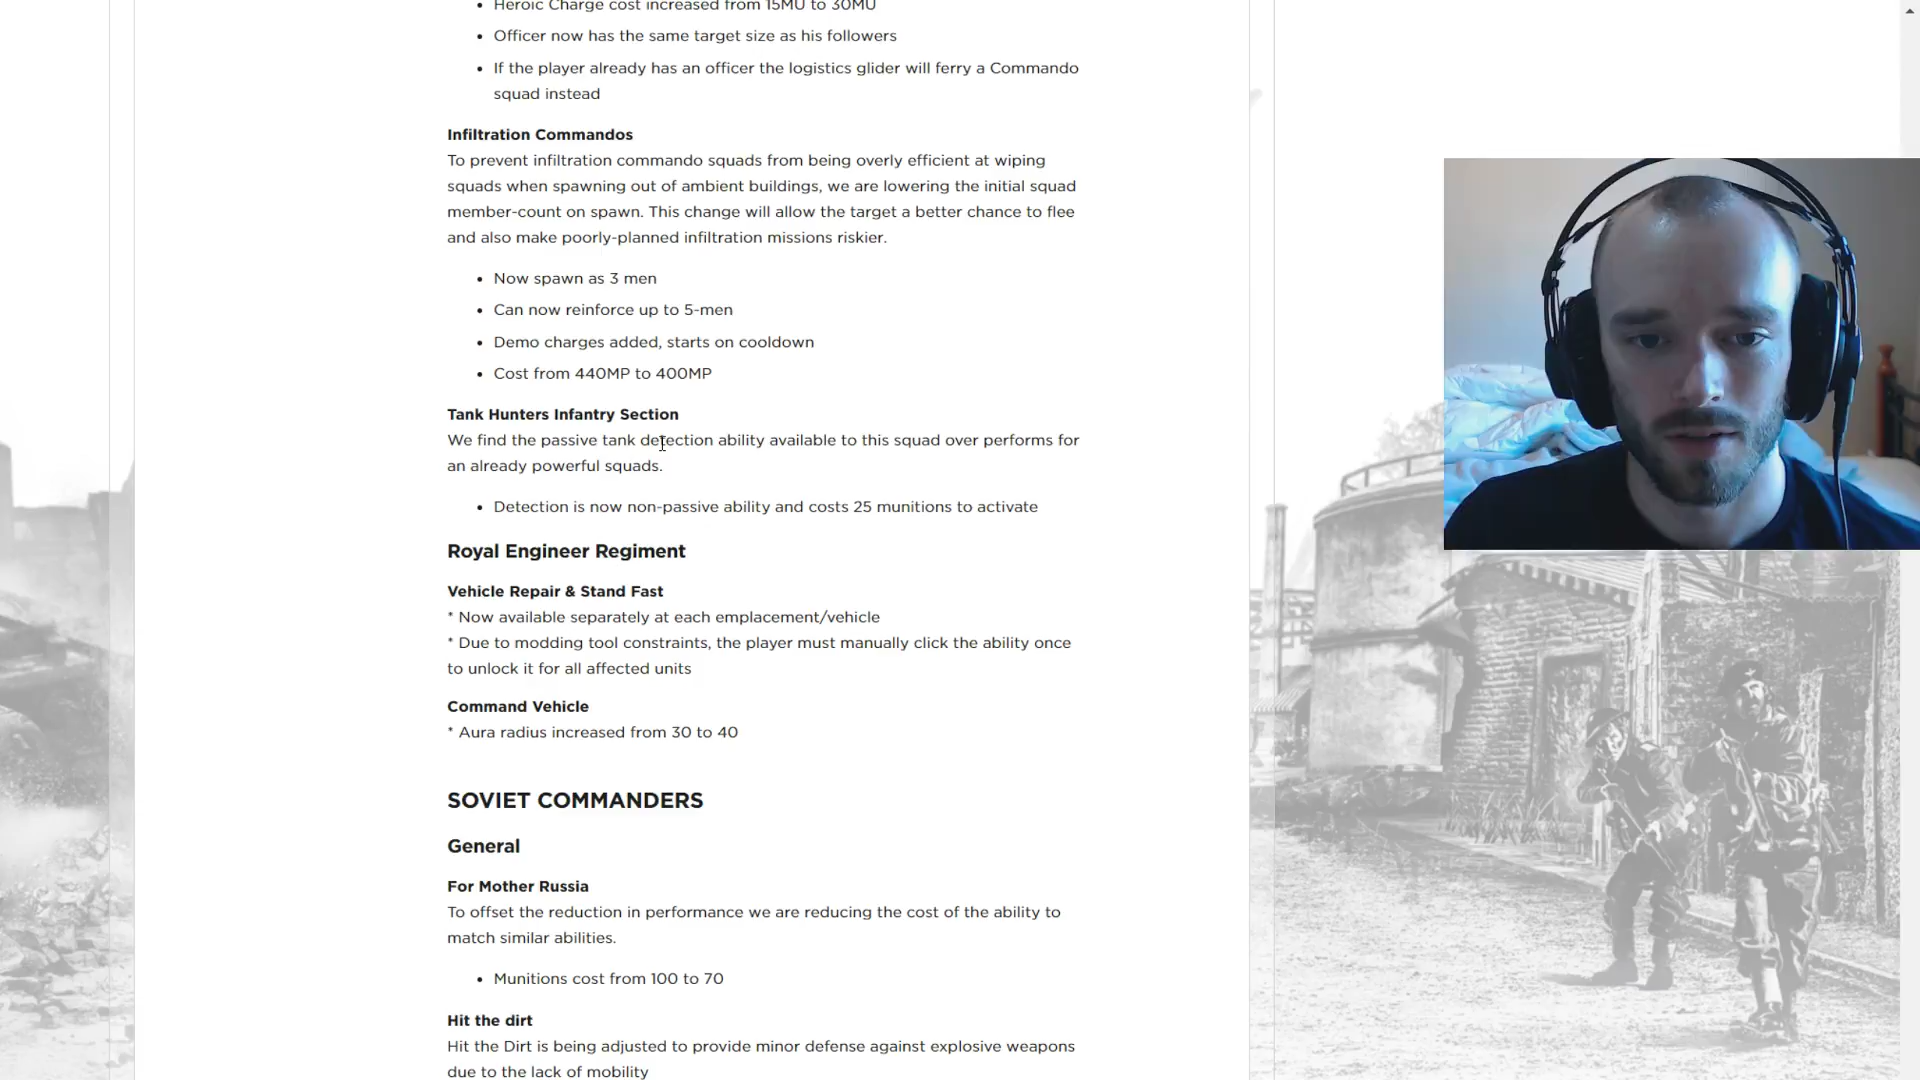 • Heroic Charge cost increased from 15MU to 30MU
• Officer now has the same target size as his followers
• If the player already has an officer the logistics glider will ferry a Commando
squad instead
Infiltration Commandos
To prevent infiltration commando squads from being overly efficient at wiping
squads when spawning out of ambient buildings, we are lowering the initial squad
member-count on spawn. This change will allow the target a better chance to flee
and also make poorly-planned infiltration missions riskier.
• Now spawn as 3 men
• Can now reinforce up to 5-men
• Demo charges added, starts on cooldown
• Cost from 440MP to 400MP
Tank Hunters Infantry Section
We find the passive tank detection ability available to this squad over performs for
an already powerful squads.
• Detection is now non-passive ability and costs 25 munitions to activate
Royal Engineer Regiment
Vehicle Repair & Stand Fast
* Now available separately at each emplacement/vehicle
* Due to modding tool constraints, the player must manually click the ability once
to unlock it for all affected units
Command Vehicle
* Aura radius increased from 30 to 40
SOVIET COMMANDERS
General
For Mother Russia
To offset the reduction in performance we are reducing the cost of the ability to
match similar abilities.
• Munitions cost from 100 to 70
Hit the dirt
Hit the Dirt is being adjusted to provide minor defense against explosive weapons
due to the lack of mobility